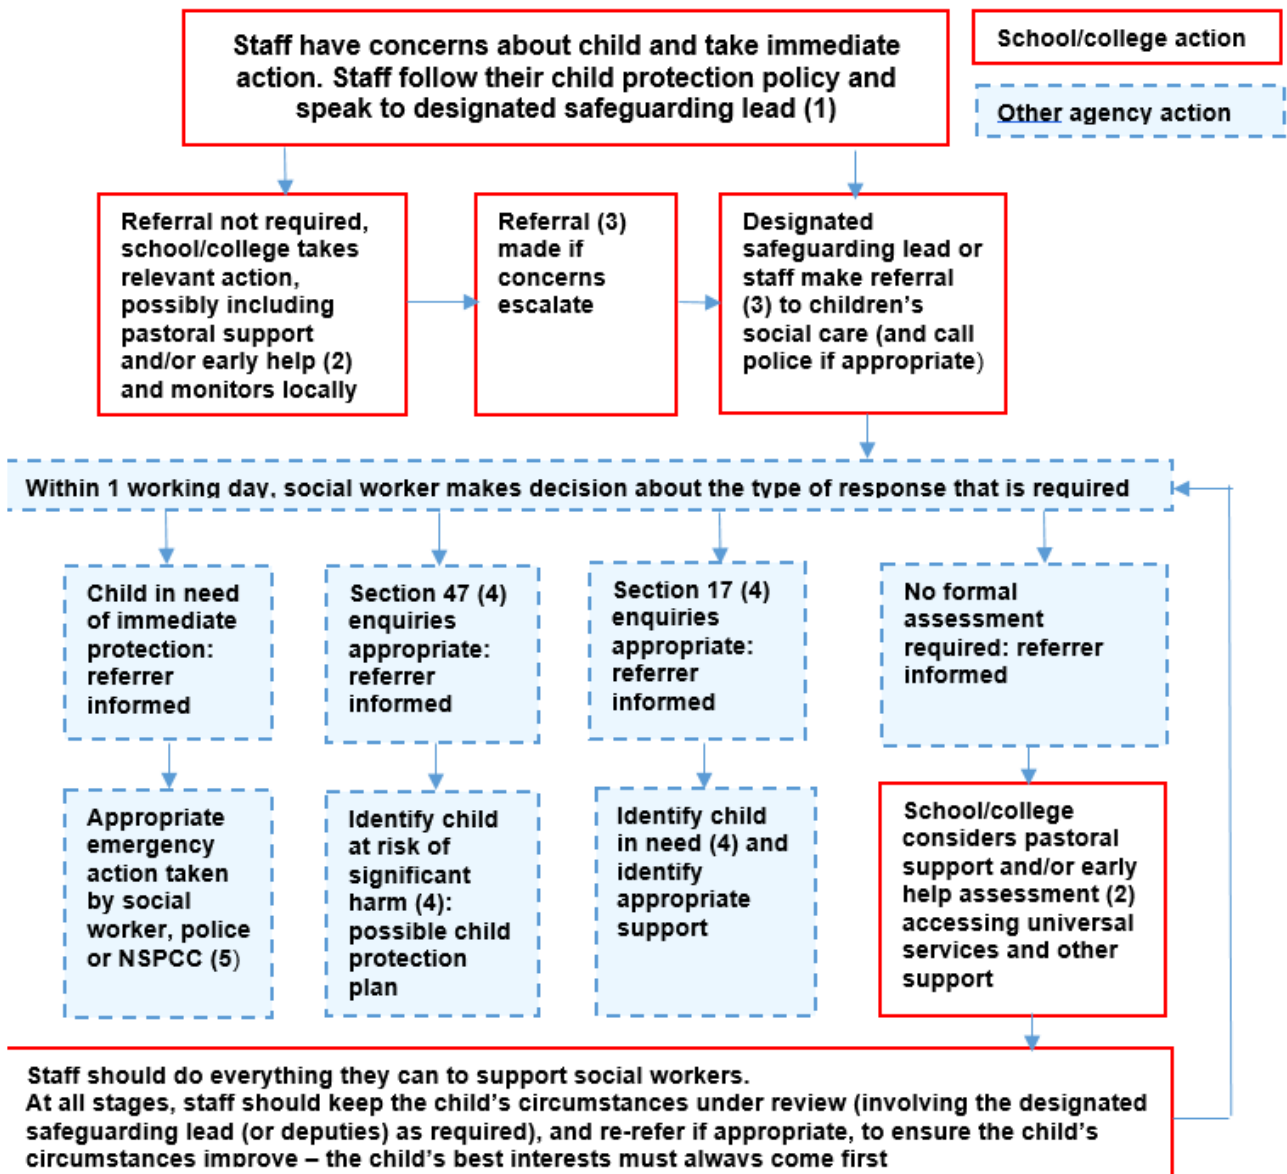 Staff have concerns about child and take immediate
action. Staff follow their child protection policy and
speak to designated safeguarding lead (1)
School/college action
Other agency action
Referral not required,
school/college takes
relevant action,
possibly including
pastoral support
and/or early help (2)
and monitors locally
Referral (3)
made if
concerns
escalate
Designated
safeguarding lead or
staff make referral
(3) to children’s
social care (and call
police if appropriate)
Within 1 working day, social worker makes decision about the type of response that is required
Child in need
of immediate
protection:
referrer
informed
Section 47 (4)
enquiries
appropriate:
referrer
informed
Section 17 (4)
enquiries
appropriate:
referrer
informed
No formal
assessment
required: referrer
informed
Appropriate
emergency
action taken
by social
worker, police
or NSPCC (5)
Identify child
at risk of
significant
harm (4):
possible child
protection
plan
Identify child
in need (4) and
identify
appropriate
support
School/college
considers pastoral
support and/or early
help assessment (2)
accessing universal
services and other
support
Staff should do everything they can to support social workers.
At all stages, staff should keep the child’s circumstances under review (involving the designated
safeguarding lead (or deputies) as required), and re-refer if appropriate, to ensure the child’s
circumstances improve – the child’s best interests must always come first